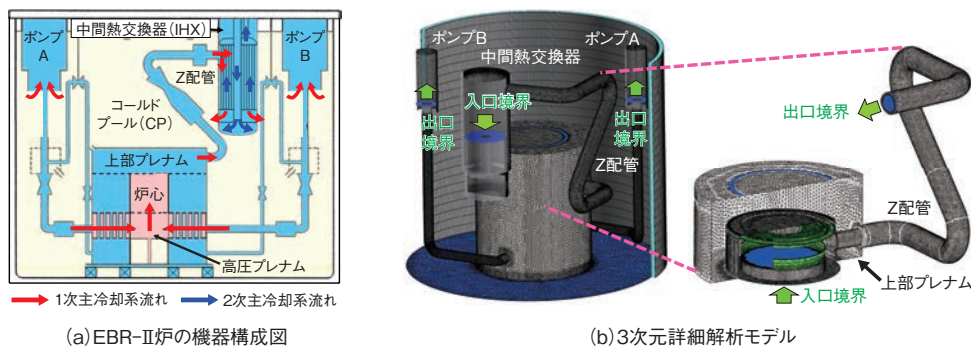 ポンプ
A
中間熱交換器(IHX)
ポンプ
B
Z配管
コールド
プール(CP)
上部プレナム
炉心
高圧プレナム
1次主冷却系流れ
2次主冷却系流れ
(a)EBR-Ⅱ炉の機器構成図
ポンプB
ポンプA
中間熱交換器
入口境界
出口
境界
出口
境界
Z配管
出口境界
Z配管
上部プレナム
入口境界
(b)3次元詳細解析モデル